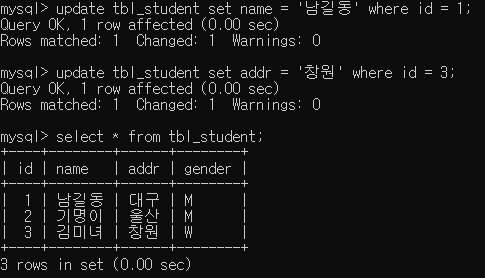 mysql> update tbl_student set name = '남길동' where id = 1;
Query OK, 1 row affected (0.00 sec)
Rows matched: 1  Changed: 1  Warnings: 0
mysql> update tbl_student set addr = '창원' where id = 3;
Query OK, 1 row affected (0.00 sec)
Rows matched: 1  Changed: 1  Warnings: 0
mysql> select * from tbl_student;
+----+--------+------+--------+
| id | name   | addr | gender |
+----+--------+------+--------+
|  1 | 남길동 | 대구 | M      |
|  2 | 기명이 | 울산 | M      |
|  3 | 김미녀 | 창원 | W      |
+----+--------+------+--------+
3 rows in set (0.00 sec)